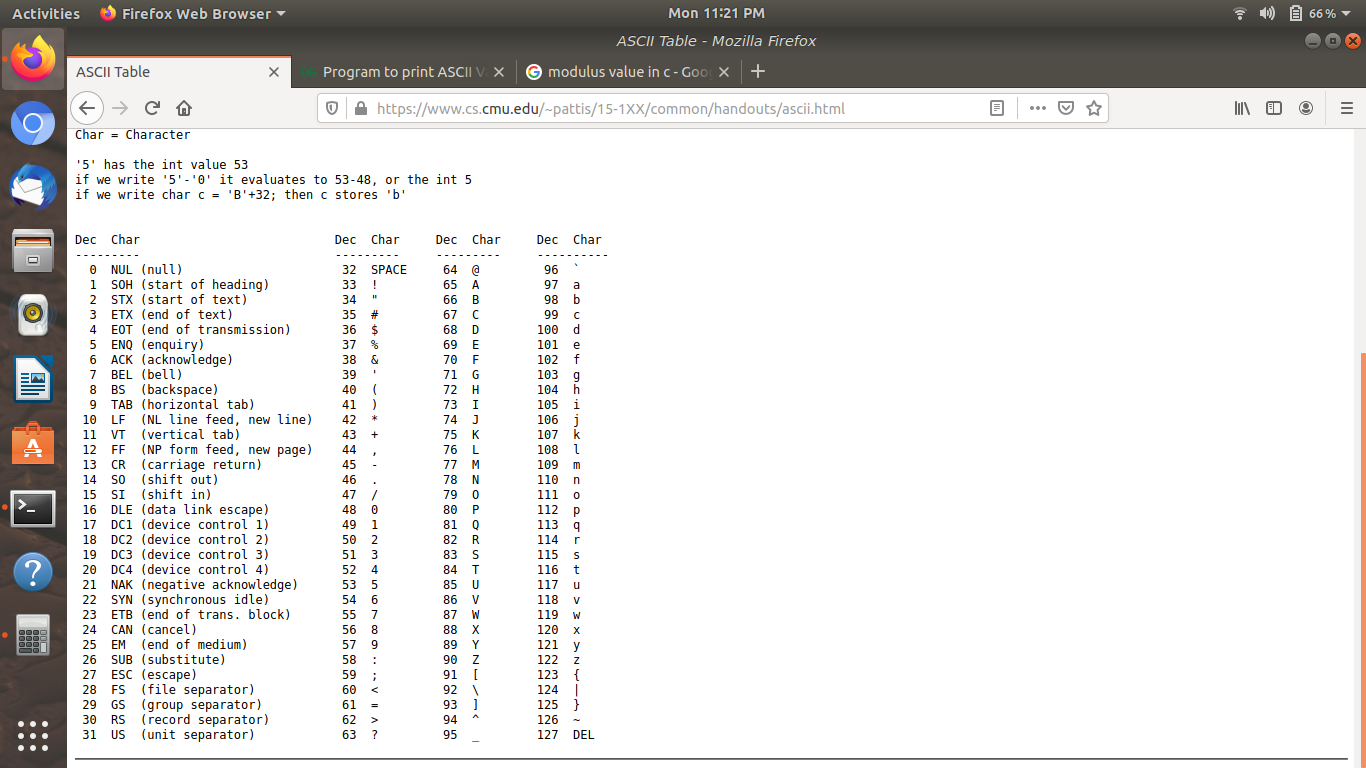 Activities Firefox Web Browser Mon 11:21 PM 66%
ASCII Table - Mozilla Firefox
ASCII Table Program to print ASCII V modulus value in c - Goo
https://www.cs.cmu.edu/~pattis/15-1XX/common/handouts/ascii.html
Char = Character
'5' has the int value 53
if we write '5'-'0' it evaluates to 53-48, or the int 5
if we write char c = 'B'+32; then c stores 'b'
Dec Char Dec Char Dec Char Dec Char
--------- --------- --------- ----------
0 NUL (null) 32 SPACE 64 @ 96 `
1 SOH (start of heading) 33 ! 65 A 97 a
2 STX (start of text) 34 " 66 B 98 b
3 ETX (end of text) 35 # 67 C 99 c
4 EOT (end of transmission) 36 $ 68 D 100 d
5 ENQ (enquiry) 37 % 69 E 101 e
6 ACK (acknowledge) 38 & 70 F 102 f
7 BEL (bell) 39 ' 71 G 103 g
8 BS (backspace) 40 ( 72 H 104 h
9 TAB (horizontal tab) 41 ) 73 I 105 i
10 LF (NL line feed, new line) 42 * 74 J 106 j
11 VT (vertical tab) 43 + 75 K 107 k
12 FF (NP form feed, new page) 44 , 76 L 108 l
13 CR (carriage return) 45 - 77 M 109 m
14 SO (shift out) 46 . 78 N 110 n
15 SI (shift in) 47 / 79 O 111 o
16 DLE (data link escape) 48 0 80 P 112 p
17 DC1 (device control 1) 49 1 81 Q 113 q
18 DC2 (device control 2) 50 2 82 R 114 r
19 DC3 (device control 3) 51 3 83 S 115 s
20 DC4 (device control 4) 52 4 84 T 116 t
21 NAK (negative acknowledge) 53 5 85 U 117 u
22 SYN (synchronous idle) 54 6 86 V 118 v
23 ETB (end of trans. block) 55 7 87 W 119 w
24 CAN (cancel) 56 8 88 X 120 x
25 EM (end of medium) 57 9 89 Y 121 y
26 SUB (substitute) 58 : 90 Z 122 z
27 ESC (escape) 59 ; 91 [ 123 {
28 FS (file separator) 60 < 92 \ 124 |
29 GS (group separator) 61 = 93 ] 125 }
30 RS (record separator) 62 > 94 ^ 126 ~
31 US (unit separator) 63 ? 95 _ 127 DEL